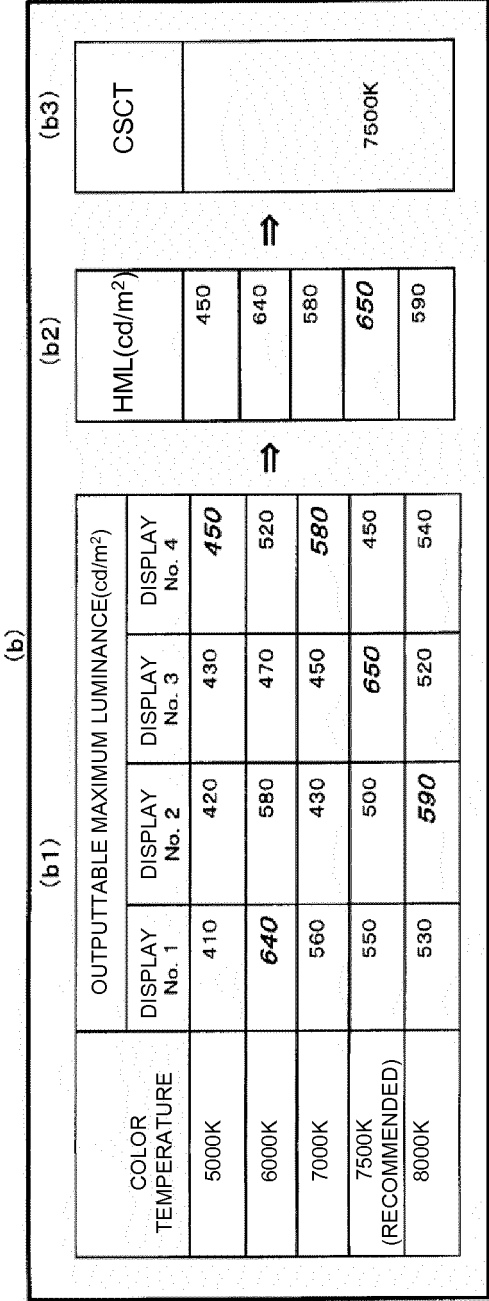 (b)
(b1)
(b2)
(b3)
COLOR
TEMPERATURE
OUTPUTTABLE MAXIMUM LUMINANCE(cd/m²)
DISPLAY
No. 1
DISPLAY
No. 2
DISPLAY
No. 3
DISPLAY
No. 4
HML(cd/m²)
CSCT
5000K 410 420 430 450 450
6000K 640 580 470 520 640
7000K 560 430 450 580 580
7500K
(RECOMMENDED) 550 500 650 450 650 7500K
8000K 530 590 520 540 590
⇒
⇒